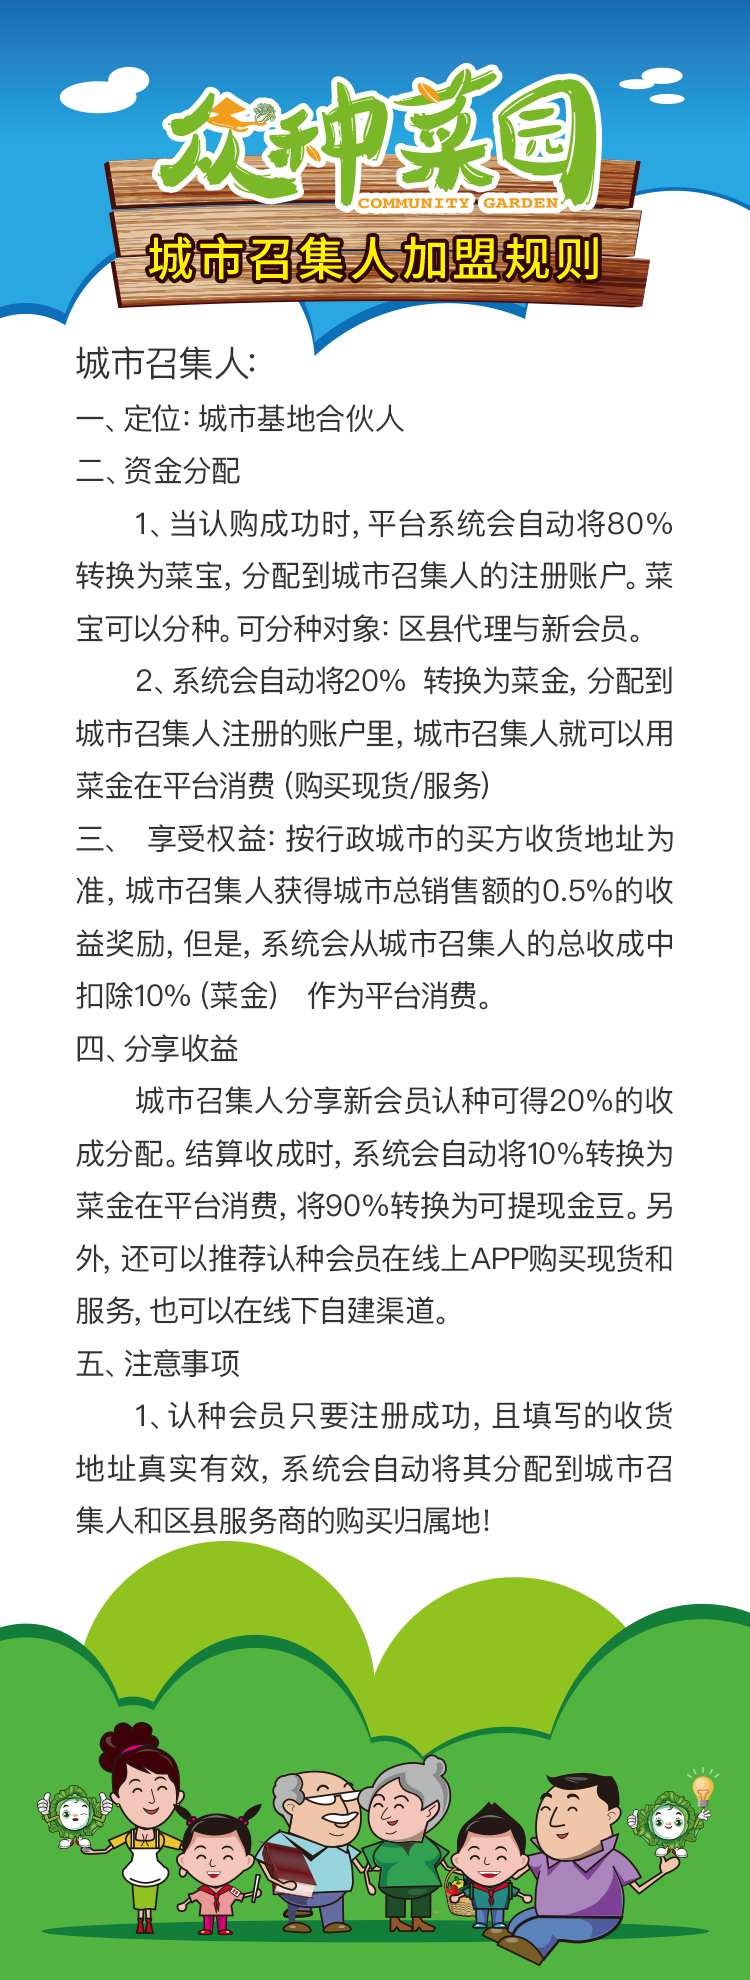 众种菜园
COMMUNITY GARDEN
城市召集人加盟规则
城市召集人:
一、定位: 城市基地合伙人
二、资金分配
1、当认购成功时, 平台系统会自动将80%
转换为菜宝, 分配到城市召集人的注册账户。菜
宝可以分种。可分种对象: 区县代理与新会员。
2、系统会自动将20% 转换为菜金, 分配到
城市召集人注册的账户里, 城市召集人就可以用
菜金在平台消费 (购买现货/服务)
三、 享受权益: 按行政城市的买方收货地址为
准, 城市召集人获得城市总销售额的0.5%的收
益奖励, 但是, 系统会从城市召集人的总收成中
扣除10% (菜金) 作为平台消费。
四、分享收益
城市召集人分享新会员认种可得20%的收
成分配。结算收成时, 系统会自动将10%转换为
菜金在平台消费, 将90%转换为可提现金豆。另
外, 还可以推荐认种会员在线上APP购买现货和
服务, 也可以在线下自建渠道。
五、注意事项
1、认种会员只要注册成功, 且填写的收货
地址真实有效, 系统会自动将其分配到城市召
集人和区县服务商的购买归属地!